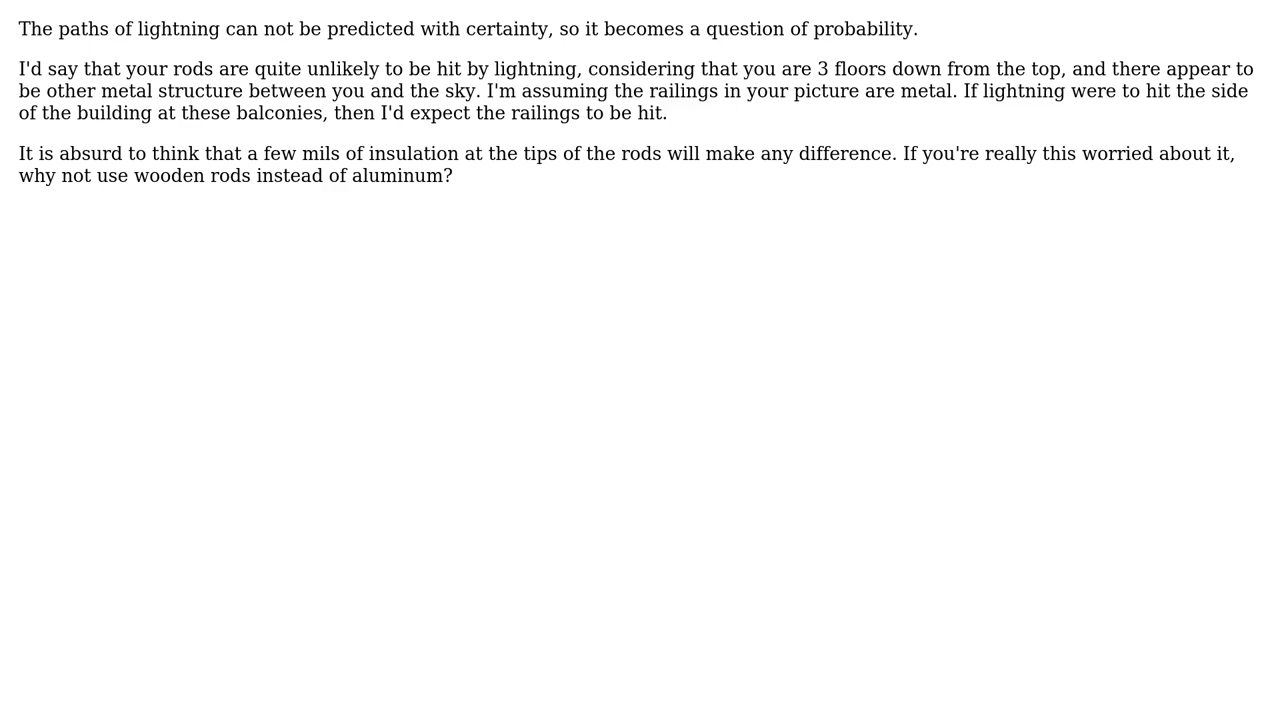 The paths of lightning can not be predicted with certainty, so it becomes a question of probability.
I'd say that your rods are quite unlikely to be hit by lightning, considering that you are 3 floors down from the top, and there appear to
be other metal structure between you and the sky. I'm assuming the railings in your picture are metal. If lightning were to hit the side
of the building at these balconies, then I'd expect the railings to be hit.
It is absurd to think that a few mils of insulation at the tips of the rods will make any difference. If you're really this worried about it,
why not use wooden rods instead of aluminum?